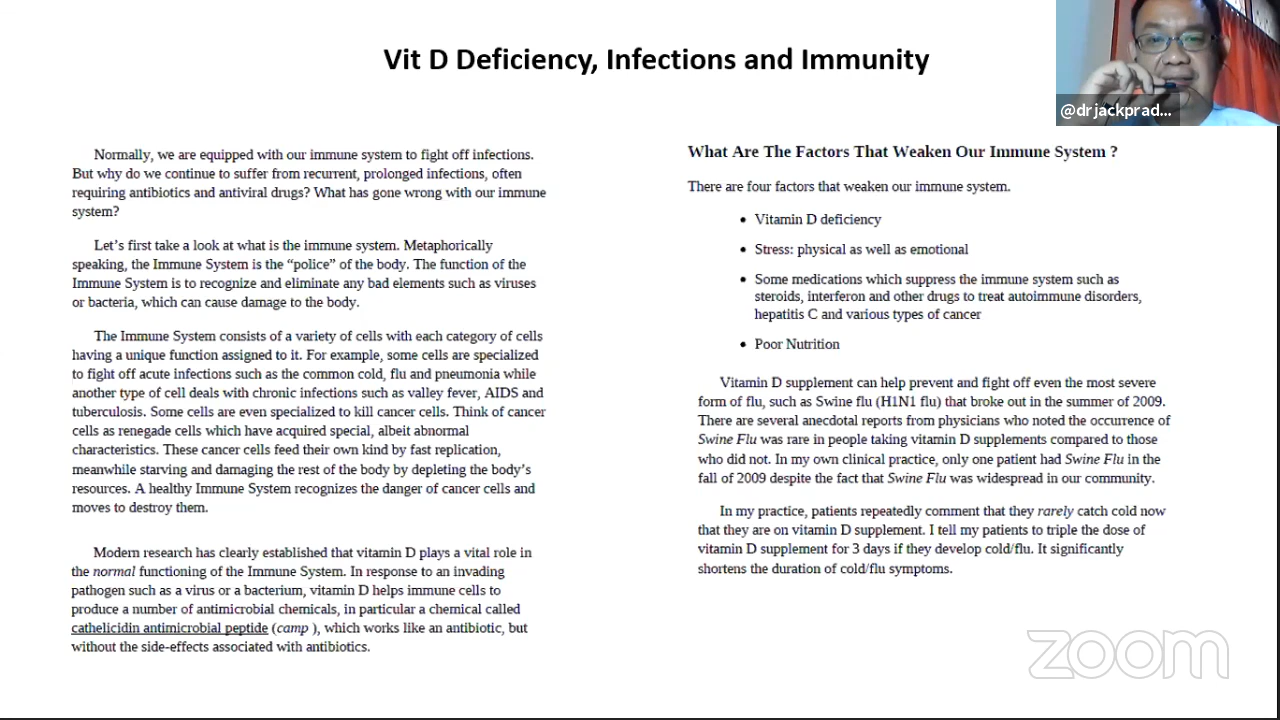 Vit D Deficiency, Infections and Immunity
@drjackprad...
Normally, we are equipped with our immune system to fight off infections.
But why do we continue to suffer from recurrent, prolonged infections, often
requiring antibiotics and antiviral drugs? What has gone wrong with our immune
system?
Let's first take a look at what is the immune system. Metaphorically
speaking, the Immune System is the “police” of the body. The function of the
Immune System is to recognize and eliminate any bad elements such as viruses
or bacteria, which can cause damage to the body.
The Immune System consists of a variety of cells with each category of cells
having a unique function assigned to it. For example, some cells are specialized
to fight off acute infections such as the common cold, flu and pneumonia while
another type of cell deals with chronic infections such as valley fever, AIDS and
tuberculosis. Some cells are even specialized to kill cancer cells. Think of cancer
cells as renegade cells which have acquired special, albeit abnormal
characteristics. These cancer cells feed their own kind by fast replication,
meanwhile starving and damaging the rest of the body by depleting the body's
resources. A healthy Immune System recognizes the danger of cancer cells and
moves to destroy them.
Modern research has clearly established that vitamin D plays a vital role in
the normal functioning of the Immune System. In response to an invading
pathogen such as a virus or a bacterium, vitamin D helps immune cells to
produce a number of antimicrobial chemicals, in particular a chemical called
cathelicidin antimicrobial peptide (camp ), which works like an antibiotic, but
without the side-effects associated with antibiotics.
What Are The Factors That Weaken Our Immune System ?
There are four factors that weaken our immune system.
• Vitamin D deficiency
• Stress: physical as well as emotional
• Some medications which suppress the immune system such as
steroids, interferon and other drugs to treat autoimmune disorders,
hepatitis C and various types of cancer
• Poor Nutrition
Vitamin D supplement can help prevent and fight off even the most severe
form of flu, such as Swine flu (H1N1 flu) that broke out in the summer of 2009.
There are several anecdotal reports from physicians who noted the occurrence of
Swine Flu was rare in people taking vitamin D supplements compared to those
who did not. In my own clinical practice, only one patient had Swine Flu in the
fall of 2009 despite the fact that Swine Flu was widespread in our community.
In my practice, patients repeatedly comment that they rarely catch cold now
that they are on vitamin D supplement. I tell my patients to triple the dose of
vitamin D supplement for 3 days if they develop cold/flu. It significantly
shortens the duration of cold/flu symptoms.
zoom